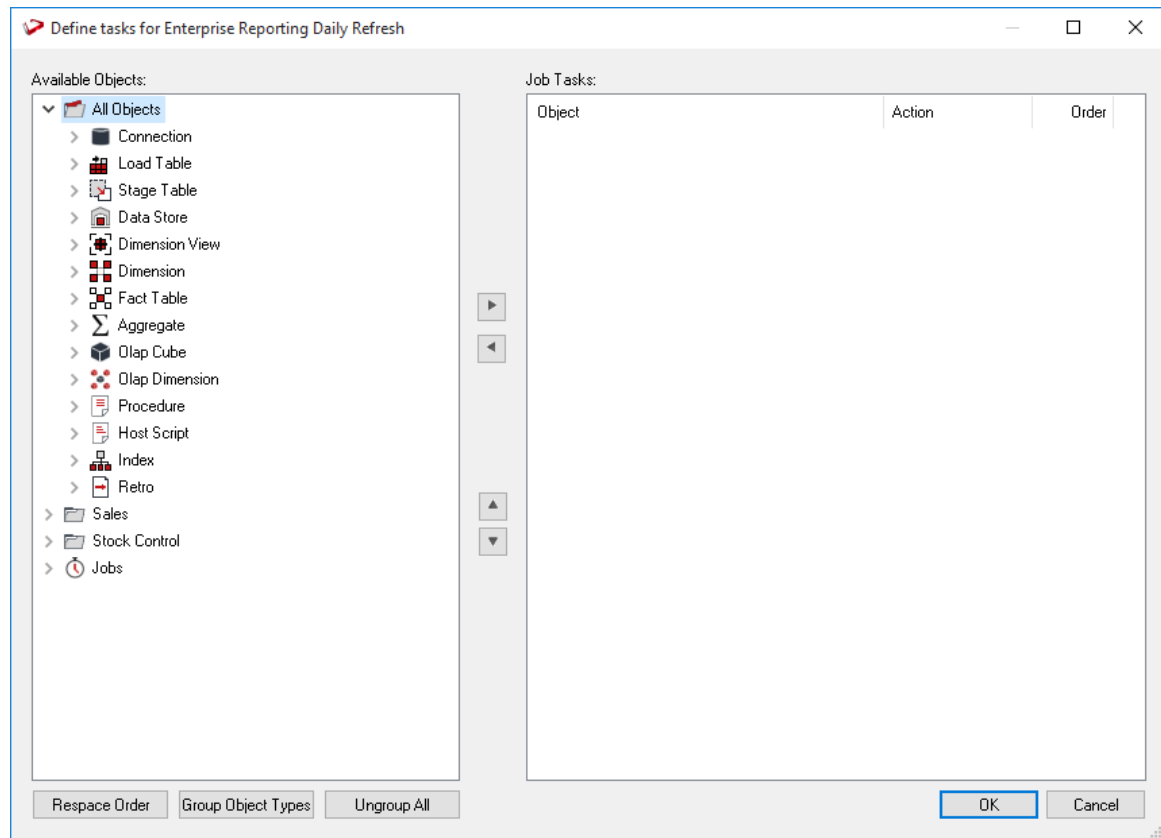 Define tasks for Enterprise Reporting Daily Refresh
Available Objects:
All Objects
Connection
Load Table
Stage Table
Data Store
Dimension View
Dimension
Fact Table
Aggregate
Olap Cube
Olap Dimension
Procedure
Host Script
Index
Retro
Sales
Stock Control
Jobs
Job Tasks:
Object Action Order
Respace Order Group Object Types Ungroup All OK Cancel